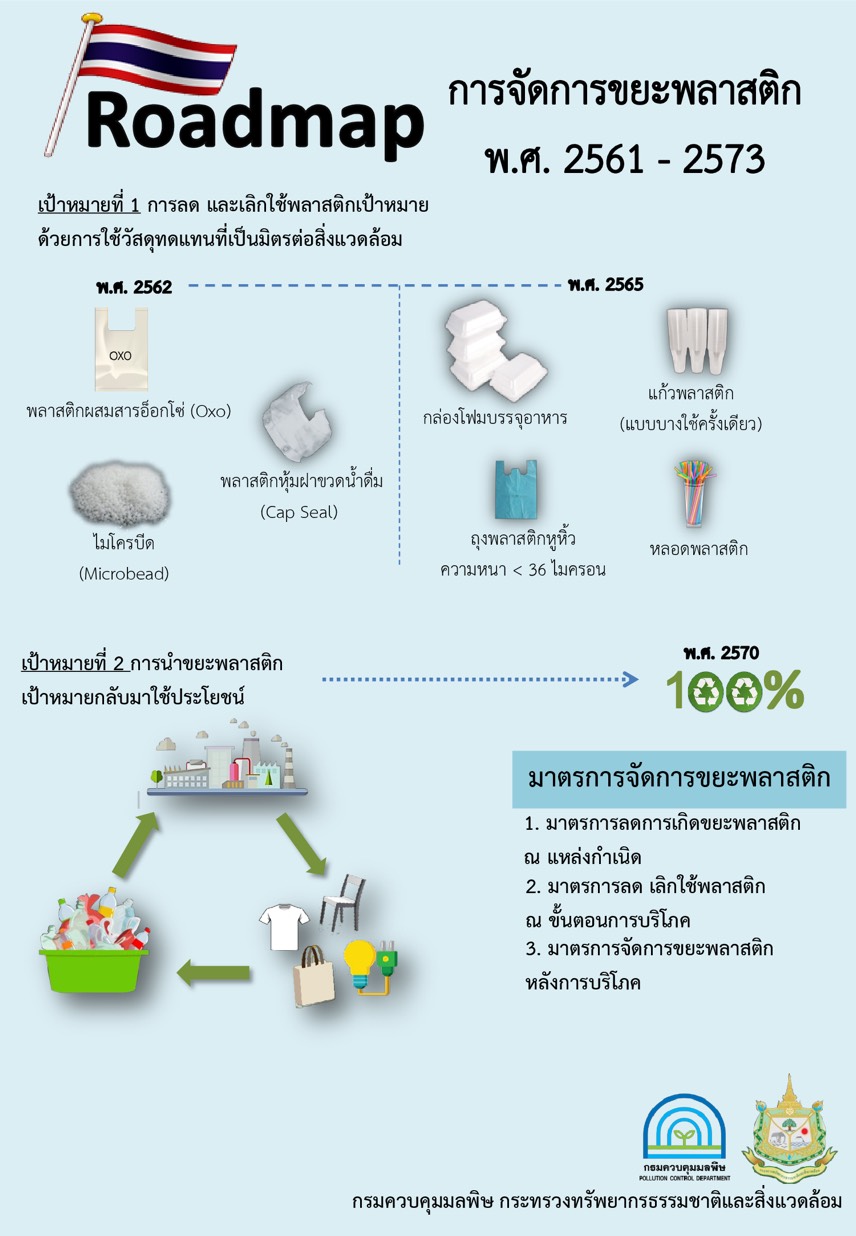 Roadmap
การจัดการขยะพลาสติก
พ.ศ. 2561 - 2573
เป้าหมายที่ 1 การลด และเลิกใช้พลาสติกเป้าหมาย
ด้วยการใช้วัสดุทดแทนที่เป็นมิตรต่อสิ่งแวดล้อม
พ.ศ. 2562
พ.ศ. 2565
OXO
พลาสติกผสมสารอ็อกโซ่ (Oxo)
พลาสติกหุ้มฝาขวดน้ำดื่ม
(Cap Seal)
ไมโครบีด
(Microbead)
กล่องโฟมบรรจุอาหาร
แก้วพลาสติก
(แบบบางใช้ครั้งเดียว)
ถุงพลาสติกหูหิ้ว
ความหนา < 36 ไมครอน
หลอดพลาสติก
เป้าหมายที่ 2 การนำขยะพลาสติก
เป้าหมายกลับมาใช้ประโยชน์
พ.ศ. 2570
100%
มาตรการจัดการขยะพลาสติก
1. มาตรการลดการเกิดขยะพลาสติก
ณ แหล่งกำเนิด
2. มาตรการลด เลิกใช้พลาสติก
ณ ขั้นตอนการบริโภค
3. มาตรการจัดการขยะพลาสติก
หลังการบริโภค
กรมควบคุมมลพิษ
POLLUTION CONTROL DEPARTMENT
กรมควบคุมมลพิษ กระทรวงทรัพยากรธรรมชาติและสิ่งแวดล้อม